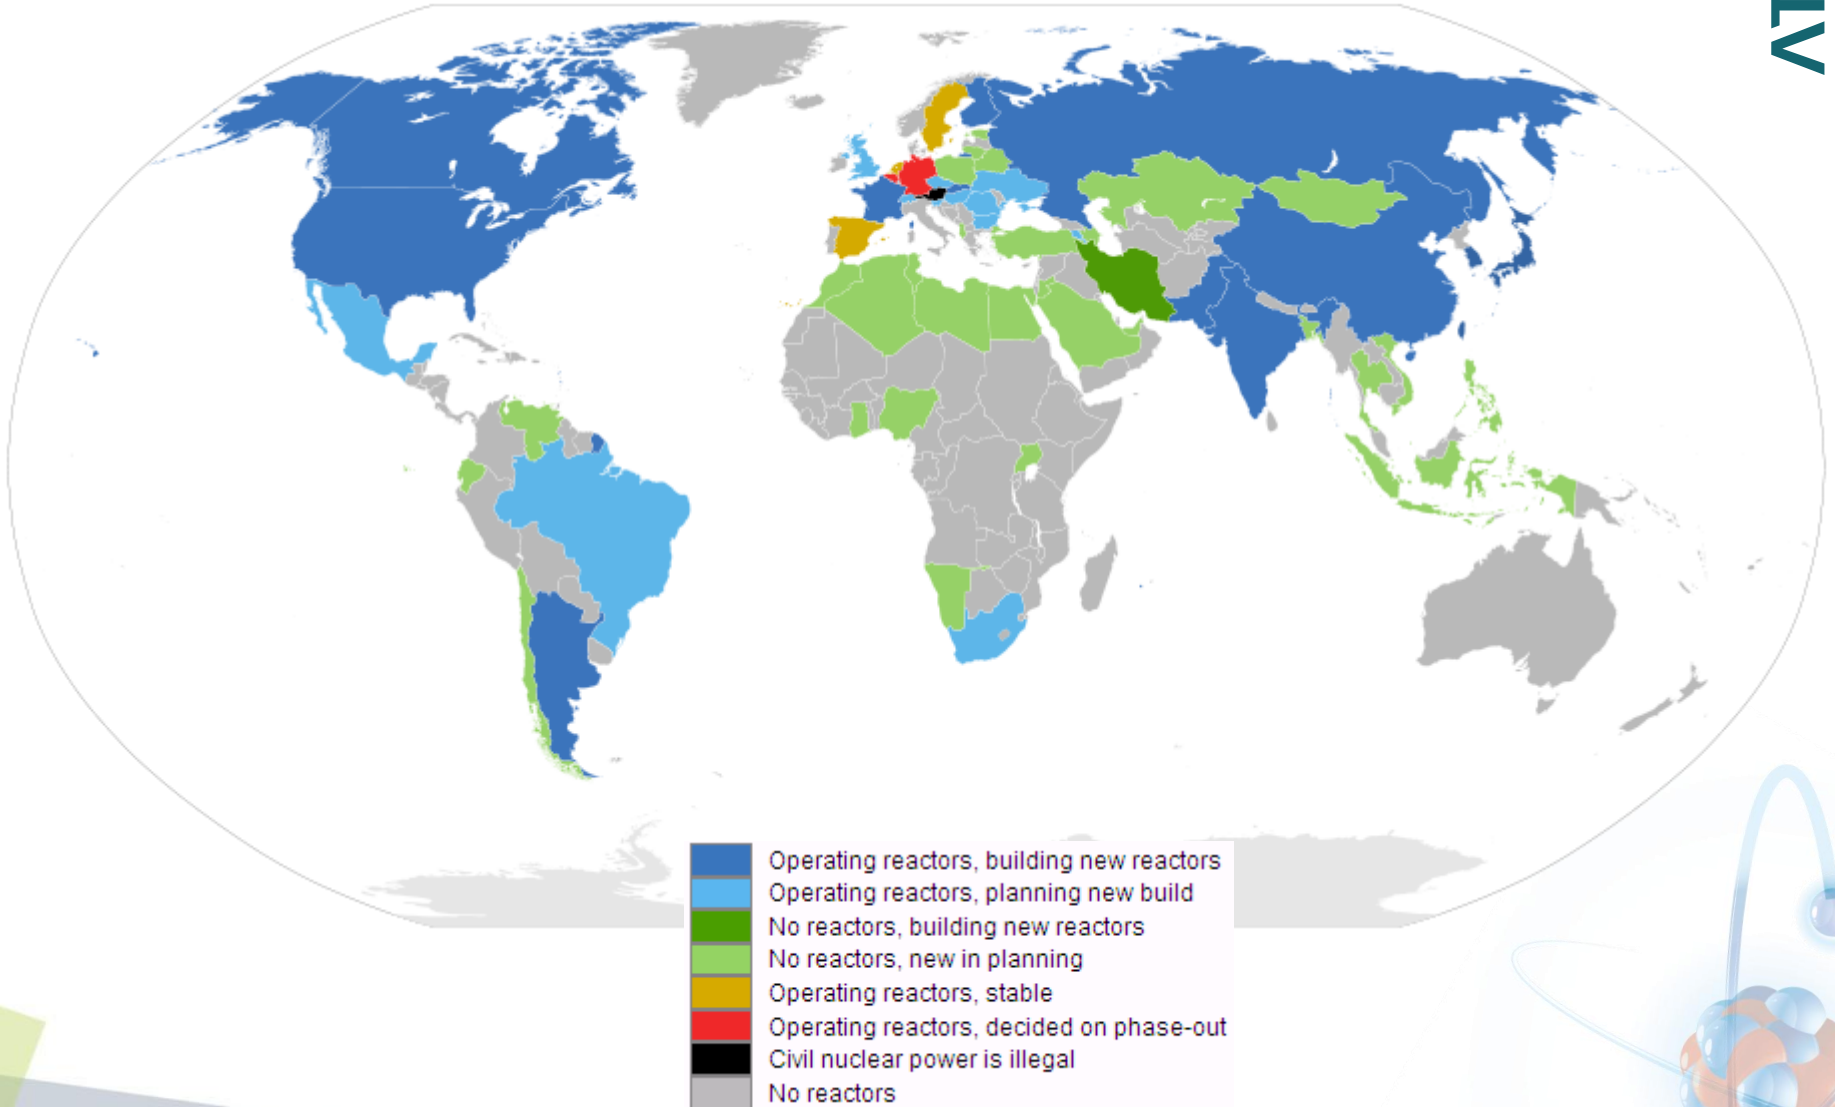 LV
Operating reactors, building new reactors
Operating reactors, planning new build
No reactors, building new reactors
No reactors, new in planning
Operating reactors, stable
Operating reactors, decided on phase-out
Civil nuclear power is illegal
No reactors